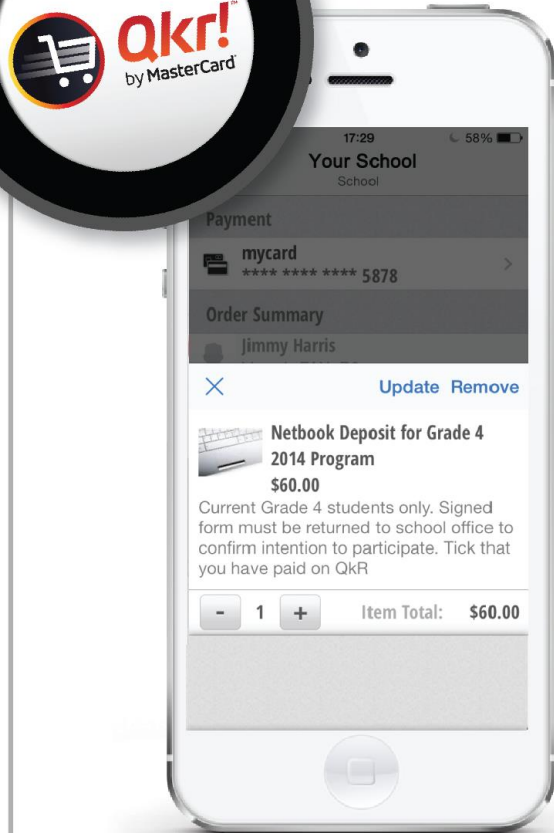 Qkr!™
by MasterCard
17:29
58%
Your School
School
Payment
mycard
**** **** **** 5878
Order Summary
Jimmy Harris
Update Remove
Netbook Deposit for Grade 4
2014 Program
$60.00
Current Grade 4 students only. Signed
form must be returned to school office to
confirm intention to participate. Tick that
you have paid on QkR
- 1 + Item Total: $60.00